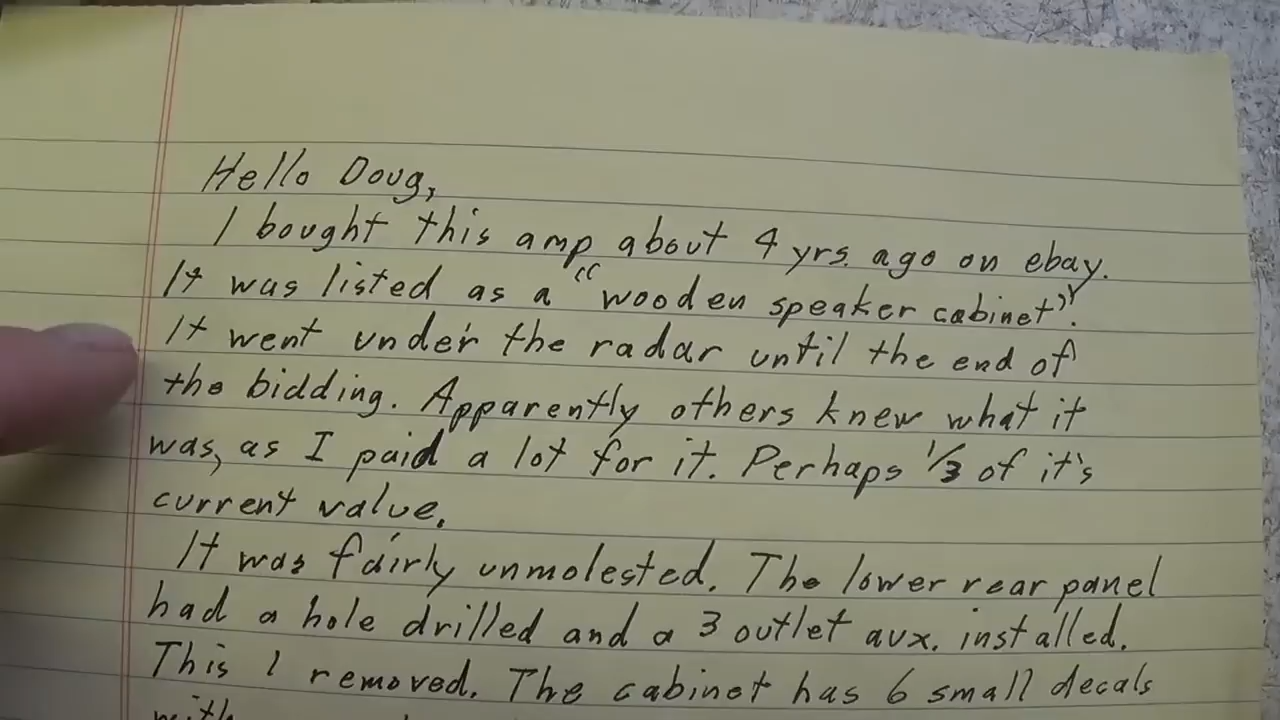 Hello Doug,
I bought this amp about 4 yrs. ago on ebay.
It was listed as a "wooden speaker cabinet".
It went under the radar until the end of
the bidding. Apparently others knew what it
was, as I paid a lot for it. Perhaps 1/3 of it's
current value.
It was fairly unmolested. The lower rear panel
had a hole drilled and a 3 outlet aux. installed.
This I removed. The cabinet has 6 small decals
with